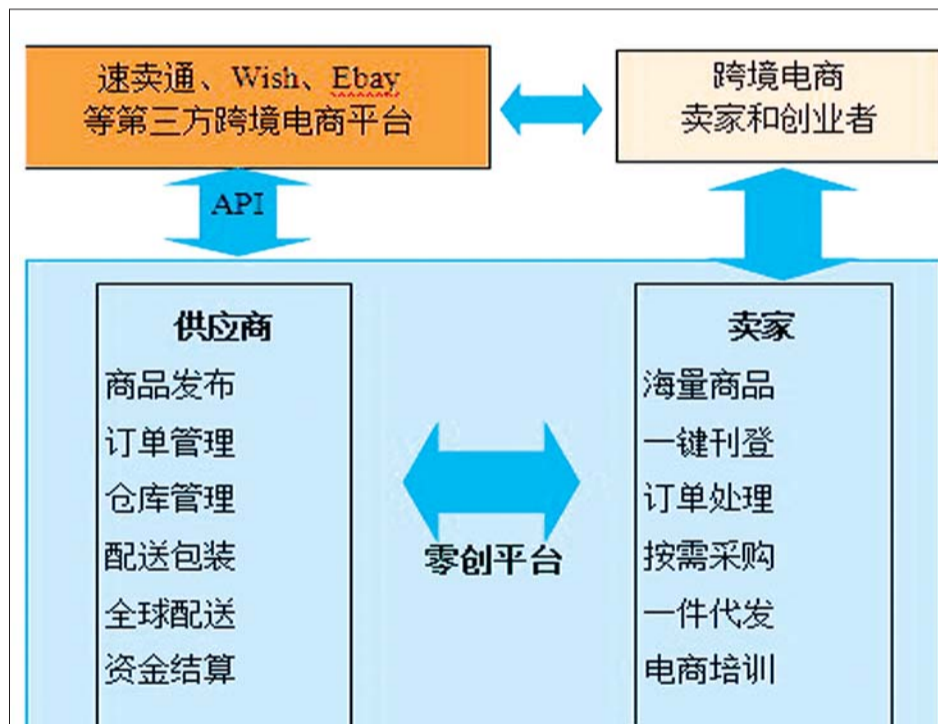 速卖通、Wish、Ebay
等第三方跨境电商平台
跨境电商
卖家和创业者
API
供应商
商品发布
订单管理
仓库管理
配送包装
全球配送
资金结算
零创平台
卖家
海量商品
一键刊登
订单处理
按需采购
一件代发
电商培训